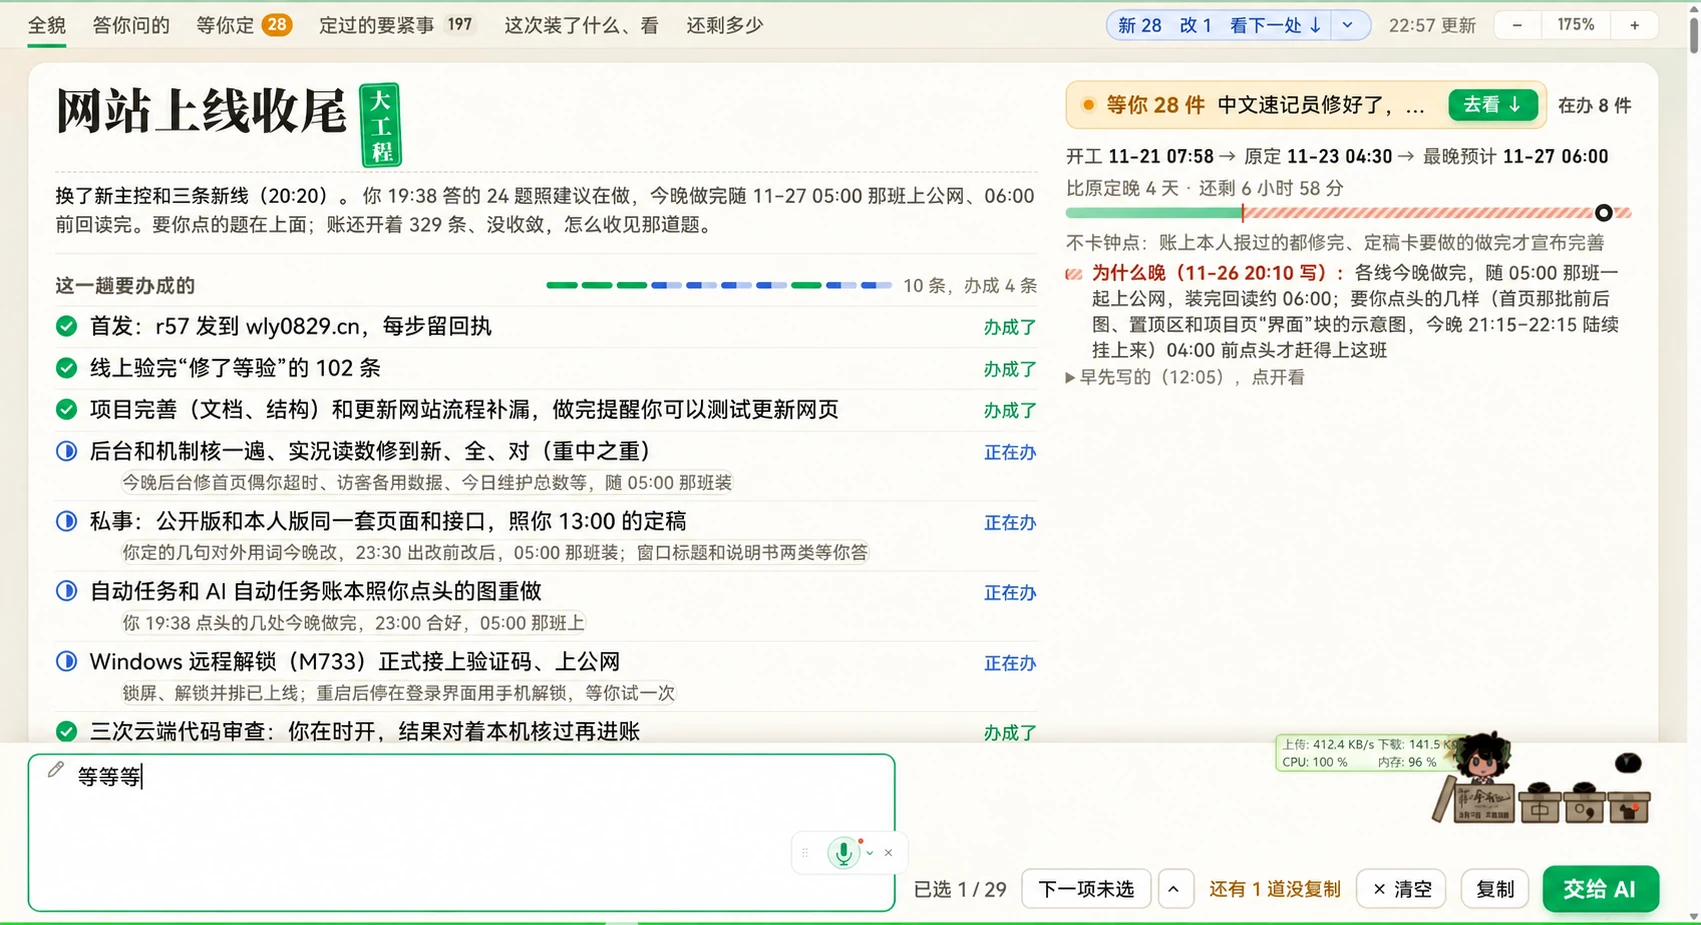 全貌 答你问的 等你定 28 定过的要紧事 197 这次装了什么、看 还剩多少 新 28 改 1 看下一处 ↓ 22:57 更新 − 175% +
网站上线收尾
大工程
等你 28 件 中文速记员修好了，… 去看 ↓ 在办 8 件
开工 11-21 07:58 → 原定 11-23 04:30 → 最晚预计 11-27 06:00
比原定晚 4 天 · 还剩 6 小时 58 分
不卡钟点：账上本人报过的都修完、定稿卡要做的做完才宣布完善
为什么晚（11-26 20:10 写）：各线今晚做完，随 05:00 那班一
起上公网，装完回读约 06:00；要你点头的几样（首页那批前后
图、置顶区和项目页“界面”块的示意图，今晚 21:15-22:15 陆续
挂上来）04:00 前点头才赶得上这班
▶早先写的（12:05），点开看
换了新主控和三条新线（20:20）。你 19:38 答的 24 题照建议在做，今晚做完随 11-27 05:00 那班上公网、06:00
前回读完。要你点的题在上面；账还开着 329 条、没收敛，怎么收见那道题。
这一趟要办成的 10 条，办成 4 条
首发：r57 发到 wly0829.cn，每步留回执 办成了
线上验完“修了等验”的 102 条 办成了
项目完善（文档、结构）和更新网站流程补漏，做完提醒你可以测试更新网页 办成了
后台和机制核一遍、实况读数修到新、全、对（重中之重） 正在办
今晚后台修首页偶尔超时、访客备用数据、今日维护总数等，随 05:00 那班装
私事：公开版和本人版同一套页面和接口，照你 13:00 的定稿 正在办
你定的几句对外用词今晚改，23:30 出改前改后，05:00 那班装；窗口标题和说明书两类等你答
自动任务和 AI 自动任务账本照你点头的图重做 正在办
你 19:38 点头的几处今晚做完，23:00 合好，05:00 那班上
Windows 远程解锁（M733）正式接上验证码、上公网 正在办
锁屏、解锁并排已上线；重启后停在登录界面用手机解锁，等你试一次
三次云端代码审查：你在时开，结果对着本机核过再进账 办成了
上传: 412.4 KB/s 下载: 141.5
CPU: 100 % 内存: 96 %
中
等等等
已选 1 / 29 下一项未选 还有 1 道没复制 × 清空 复制 交给 AI